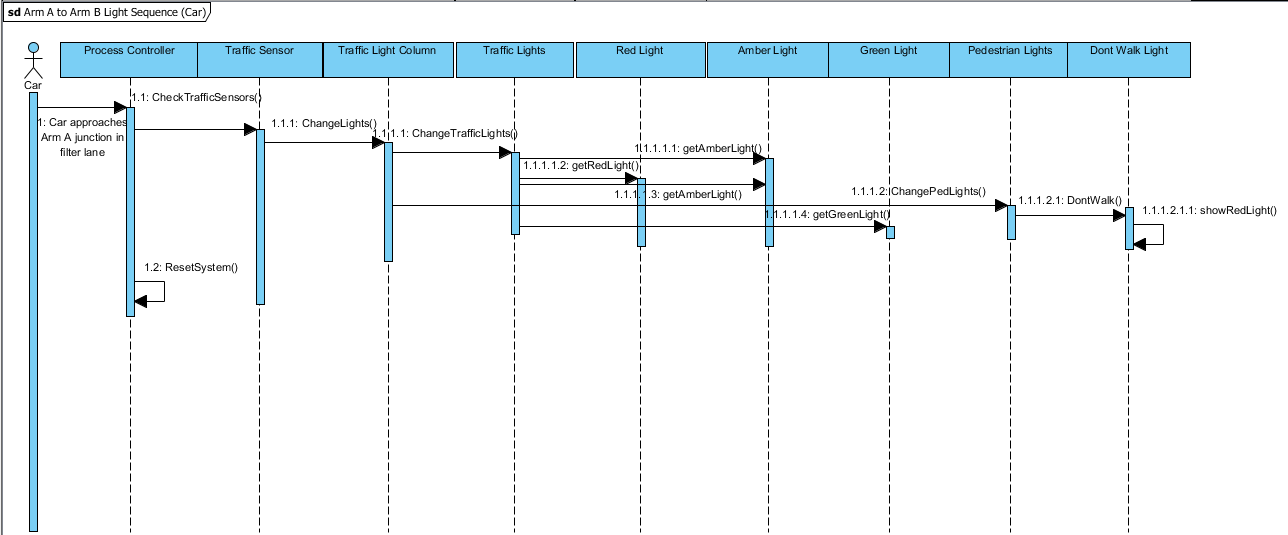 sd Arm A to Arm B Light Sequence (Car)
Process Controller
Traffic Sensor
Traffic Light Column
Traffic Lights
Red Light
Amber Light
Green Light
Pedestrian Lights
Dont Walk Light
Car
1.1: CheckTrafficSensors()
1: Car approaches
Arm A junction in
filter lane
1.1.1: ChangeLights()
1.1.1.1: ChangeTrafficLights()
1.1.1.1.1: getAmberLight()
1.1.1.1.2: getRedLight()
1.1.1.1.3: getAmberLight()
1.1.1.2: ChangePedLights()
1.1.1.2.1: DontWalk()
1.1.1.2.1.1: showRedLight()
1.1.1.1.4: getGreenLight()
1.2: ResetSystem()